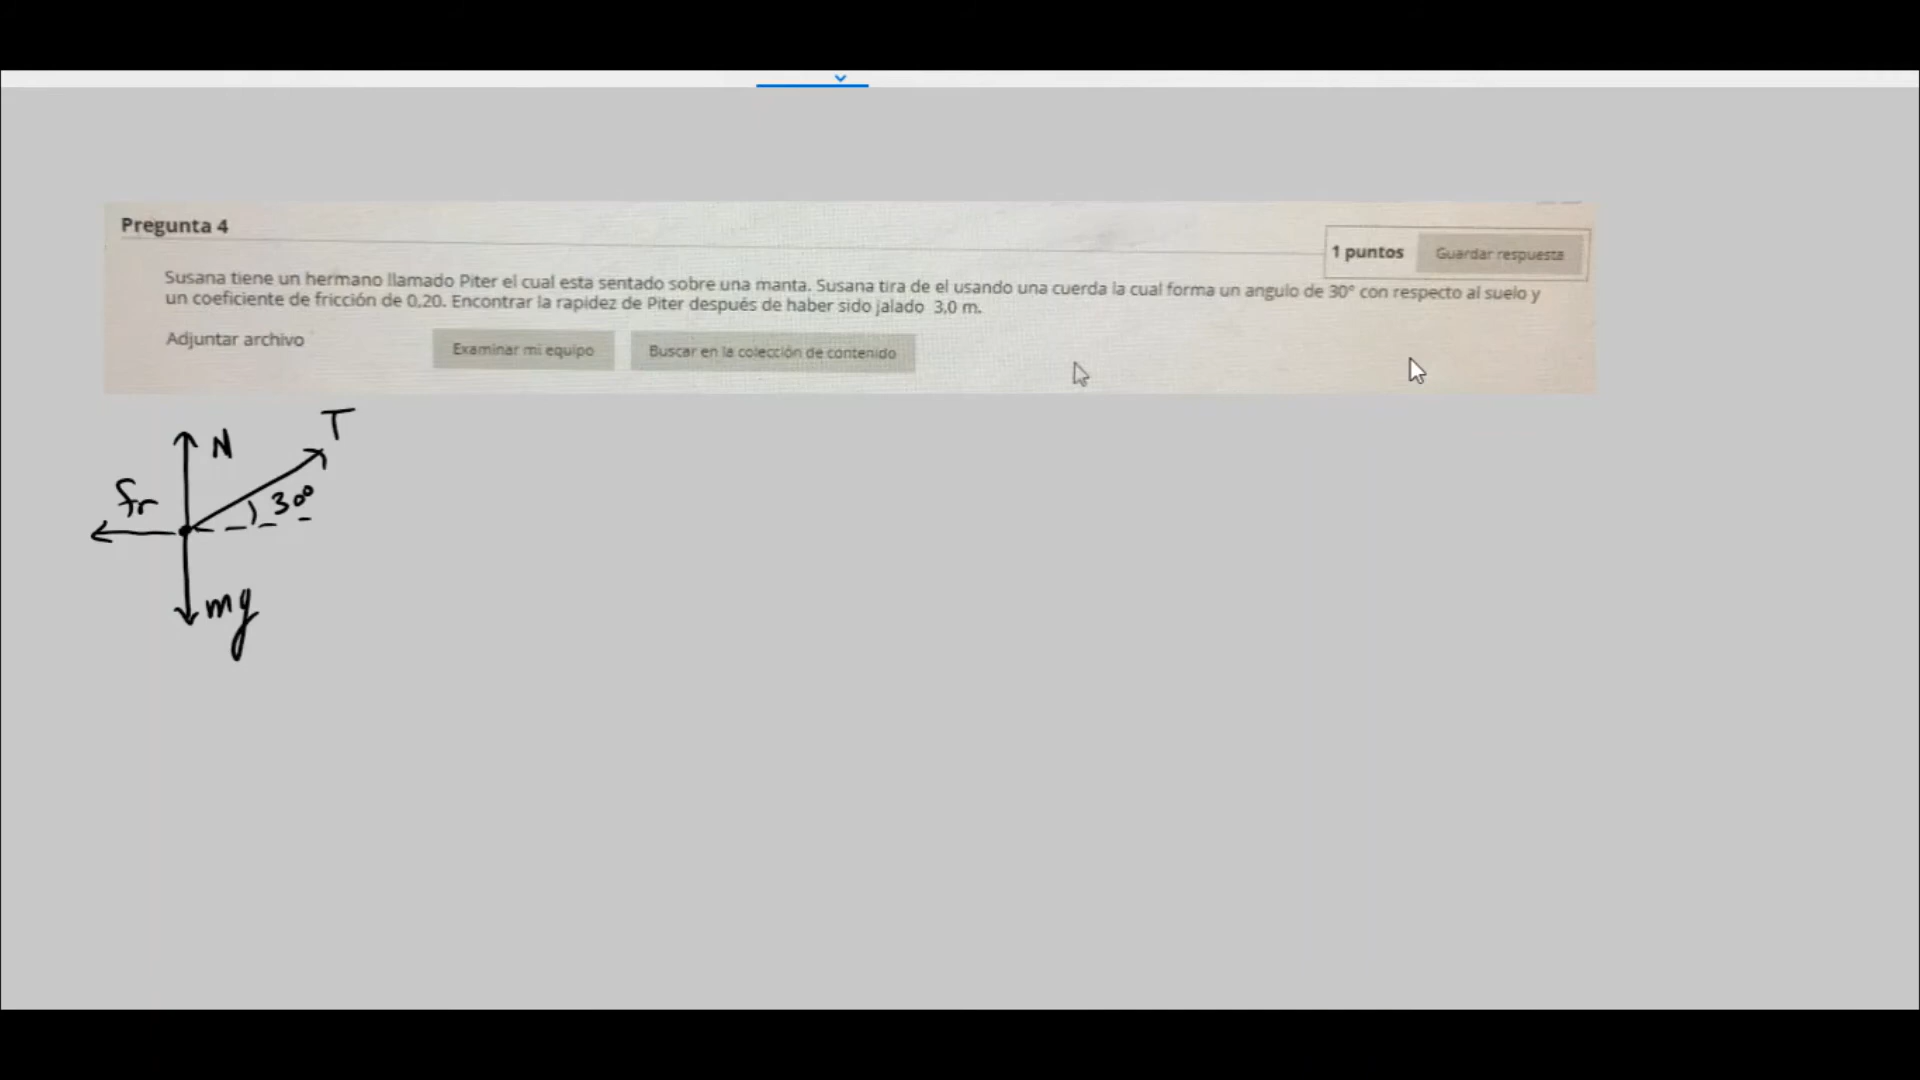 Pregunta 4
1 puntos
Guardar respuesta
Susana tiene un hermano llamado Piter el cual esta sentado sobre una manta. Susana tira de el usando una cuerda la cual forma un angulo de 30° con respecto al suelo y
un coeficiente de fricción de 0,20. Encontrar la rapidez de Piter después de haber sido jalado 3,0 m.
Adjuntar archivo
Examinar mi equipo
Buscar en la colección de contenido
T
N
fr
30°
mg